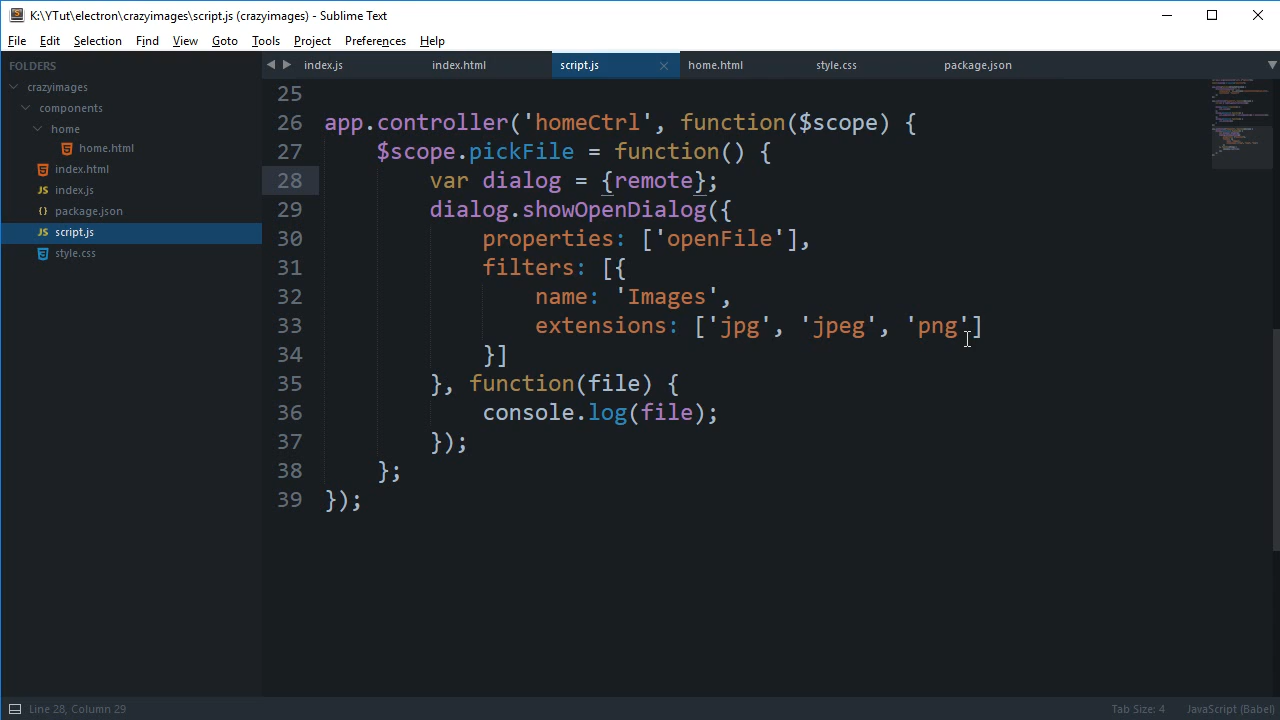 K:\YTut\electron\crazyimages\script.js (crazyimages) - Sublime Text
File Edit Selection Find View Goto Tools Project Preferences Help
FOLDERS
crazyimages
components
home
home.html
index.html
JS index.js
{} package.json
JS script.js
style.css
index.js index.html script.js home.html style.css package.json
25
26 app.controller('homeCtrl', function($scope) {
27 $scope.pickFile = function() {
28 var dialog = {remote};
29 dialog.showOpenDialog({
30 properties: ['openFile'],
31 filters: [{
32 name: 'Images',
33 extensions: ['jpg', 'jpeg', 'png']
34 }]
35 }, function(file) {
36 console.log(file);
37 });
38 };
39 });
Line 28, Column 29
Tab Size: 4 JavaScript (Babel)